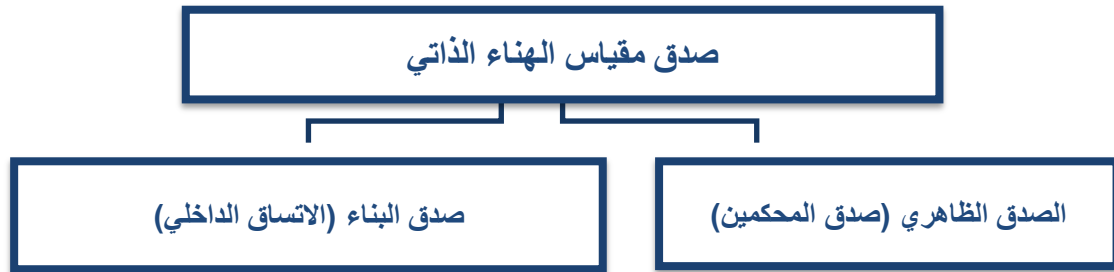 صدق مقياس الهناء الذاتي
الصدق الظاهري (صدق المحكمين)
صدق البناء (الاتساق الداخلي)